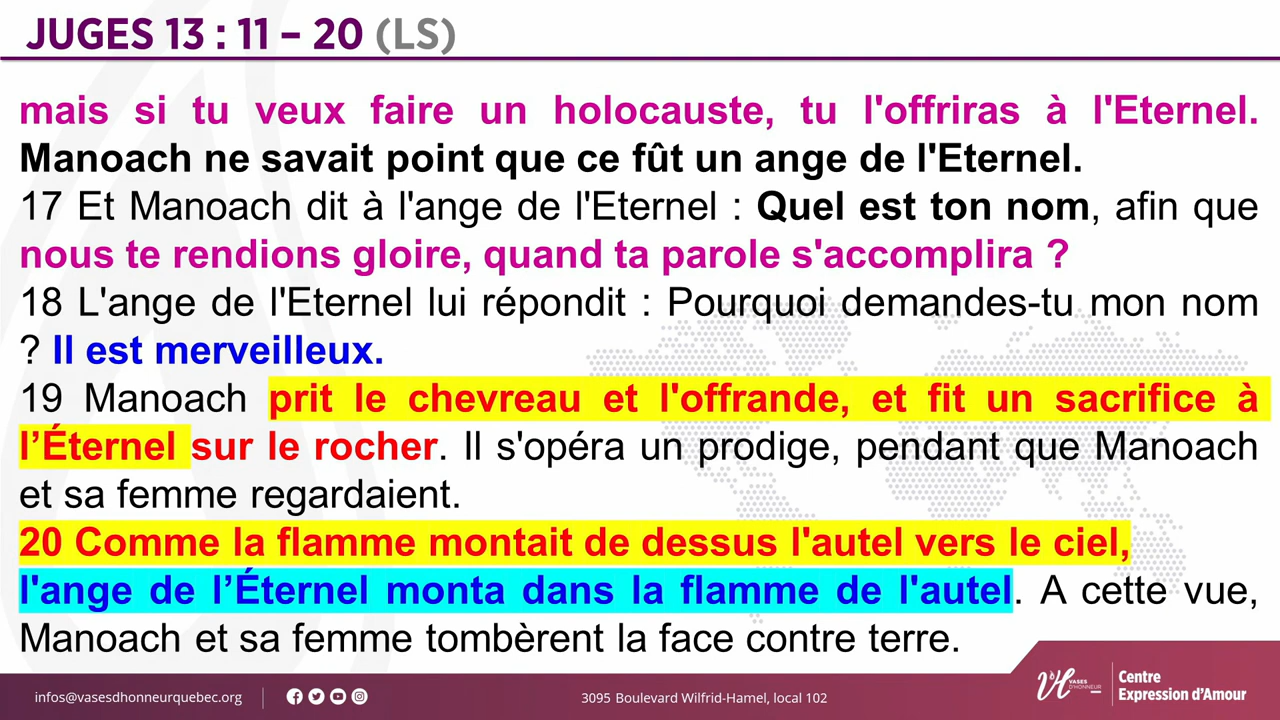 JUGES 13 : 11 – 20 (LS)
mais si tu veux faire un holocauste, tu l'offriras à l'Eternel.
Manoach ne savait point que ce fût un ange de l'Eternel.
17 Et Manoach dit à l'ange de l'Eternel : Quel est ton nom, afin que
nous te rendions gloire, quand ta parole s'accomplira ?
18 L'ange de l'Eternel lui répondit : Pourquoi demandes-tu mon nom
? Il est merveilleux.
19 Manoach prit le chevreau et l'offrande, et fit un sacrifice à
l’Éternel sur le rocher. Il s'opéra un prodige, pendant que Manoach
et sa femme regardaient.
20 Comme la flamme montait de dessus l'autel vers le ciel,
l'ange de l’Éternel monta dans la flamme de l'autel. A cette vue,
Manoach et sa femme tombèrent la face contre terre.
infos@vasesdhonneurquebec.org
3095 Boulevard Wilfrid-Hamel, local 102
VASES
D'HONNEUR
Centre
Expression d’Amour